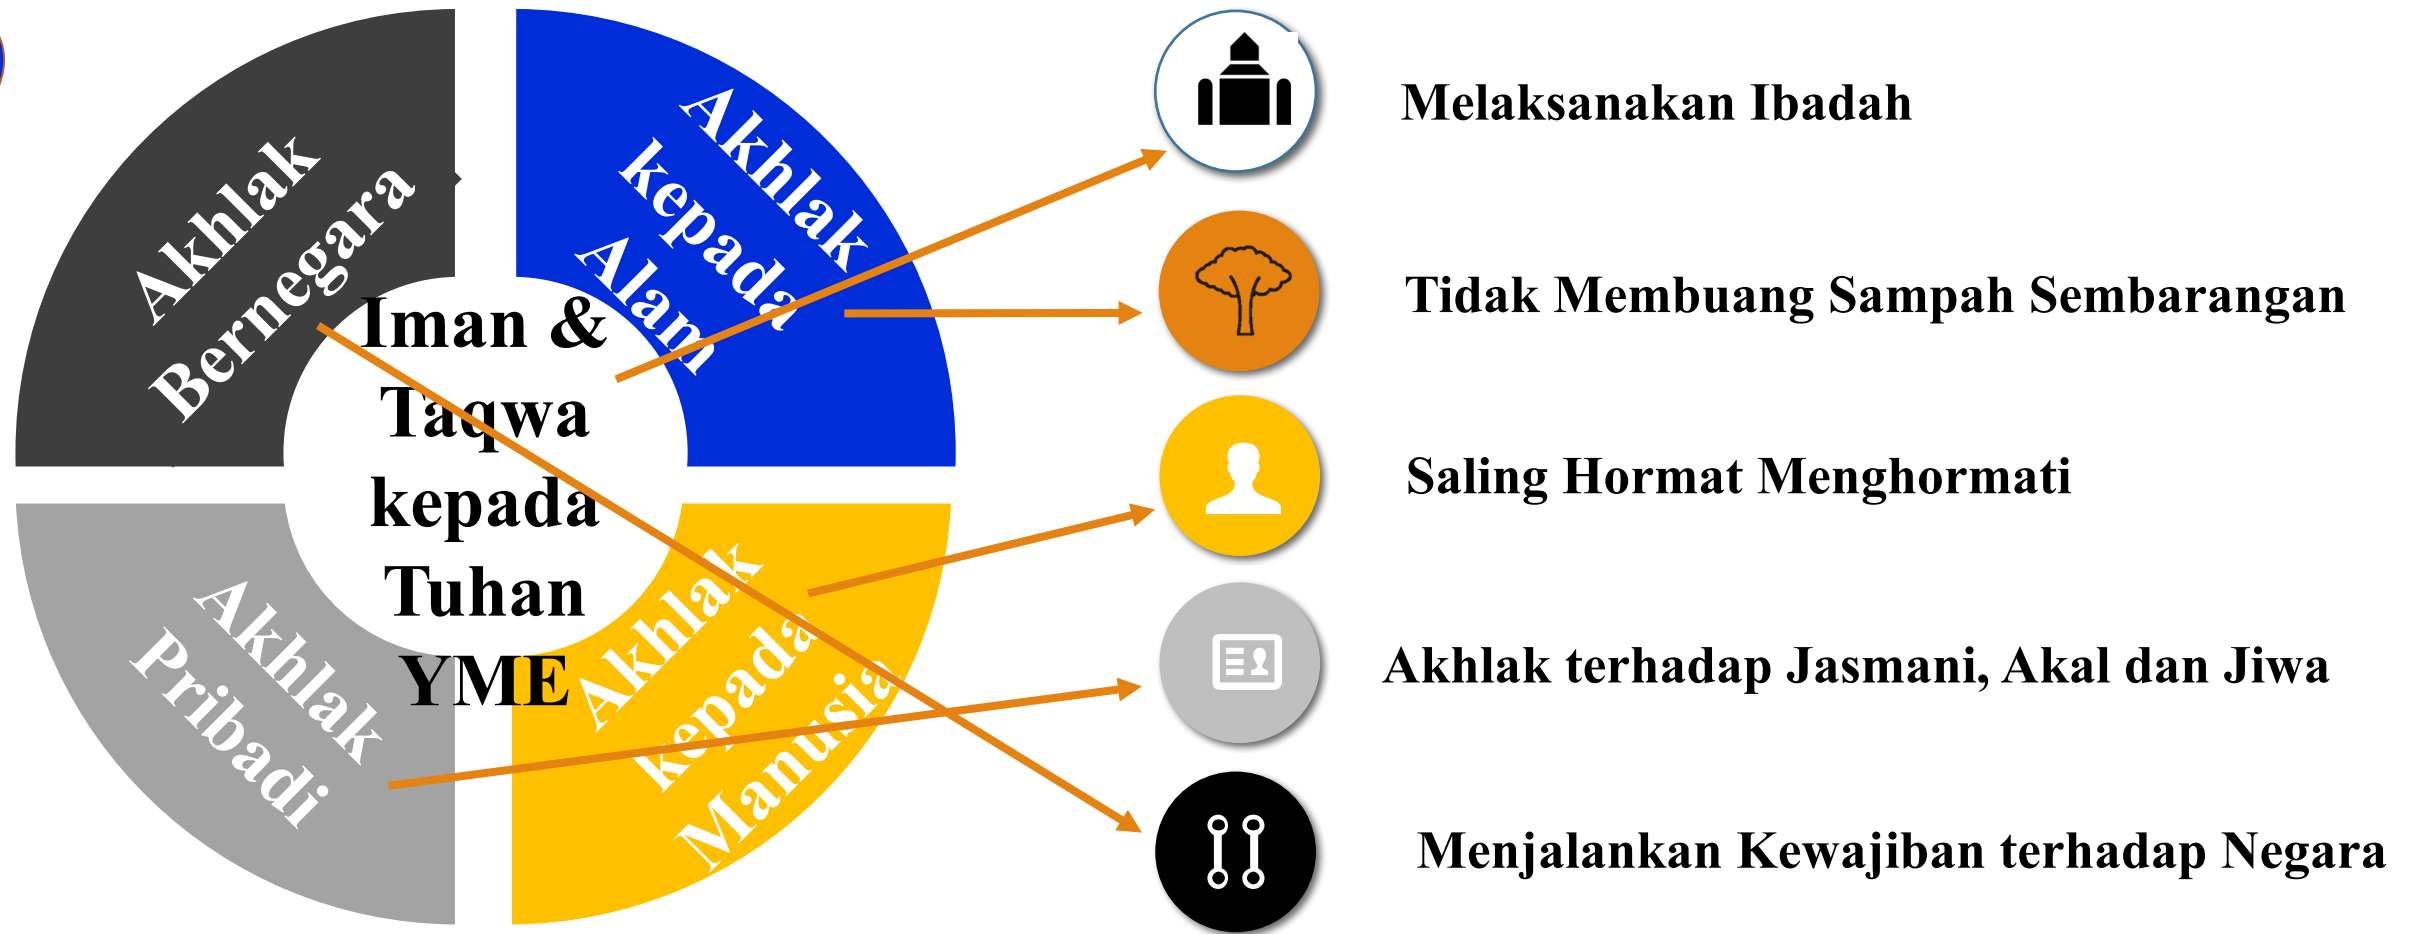 Akhlak
Bernegara
Akhlak
kepada
Alam
Iman &
Taqwa
kepada
Tuhan
YME
Akhlak
Pribadi
Akhlak
kepada
Manusia
Melaksanakan Ibadah
Tidak Membuang Sampah Sembarangan
Saling Hormat Menghormati
Akhlak terhadap Jasmani, Akal dan Jiwa
Menjalankan Kewajiban terhadap Negara